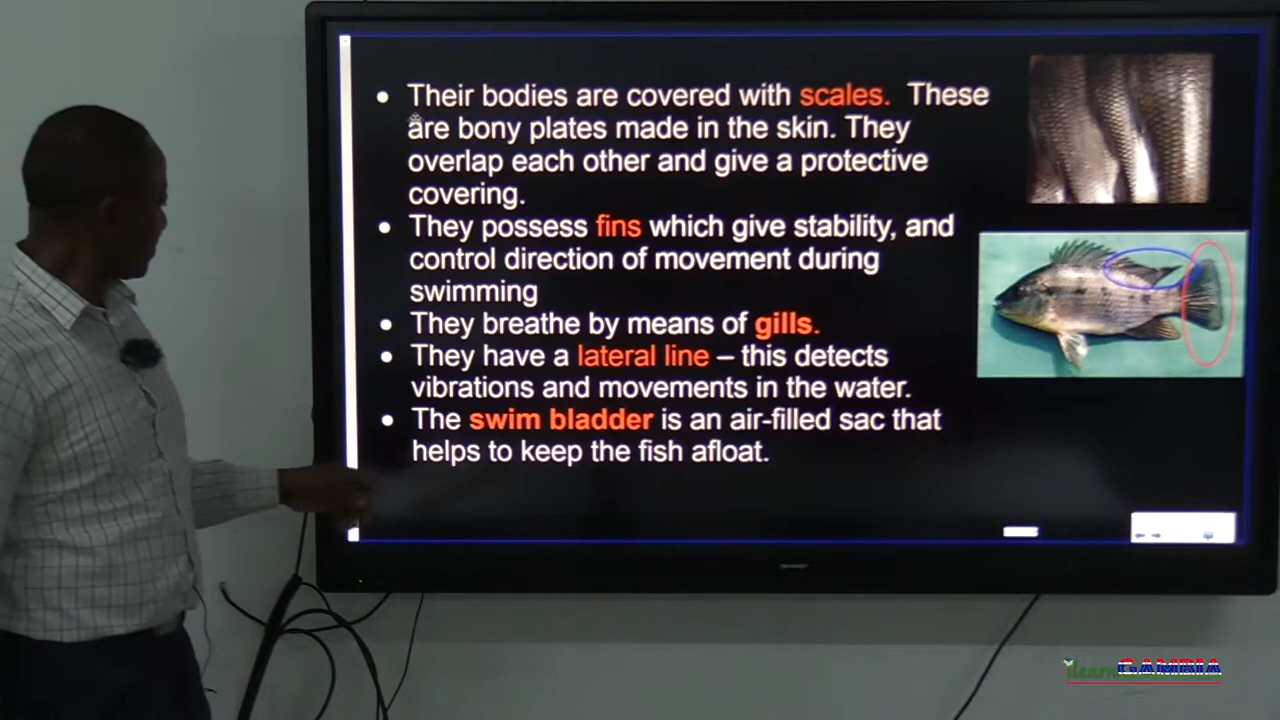 • Their bodies are covered with scales. These
are bony plates made in the skin. They
overlap each other and give a protective
covering.
• They possess fins which give stability, and
control direction of movement during
swimming
• They breathe by means of gills.
• They have a lateral line – this detects
vibrations and movements in the water.
• The swim bladder is an air-filled sac that
helps to keep the fish afloat.
ilearn GAMBIA